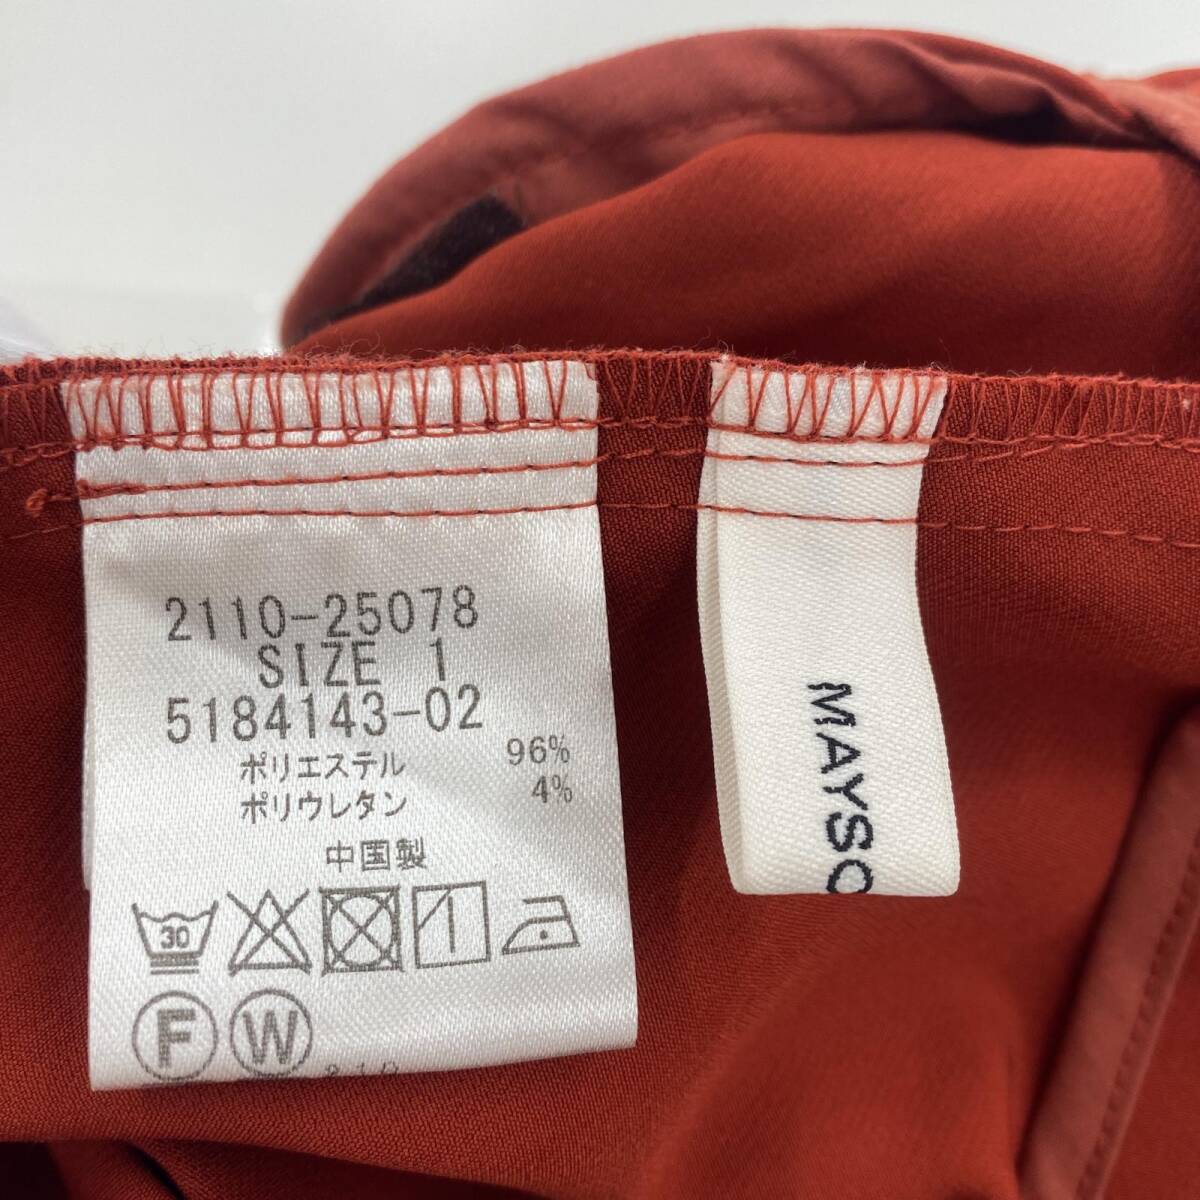 2110-25078
SIZE 1
5184143-02
ポリエステル 96%
ポリウレタン 4%
中国製
30
F W
MAYSO